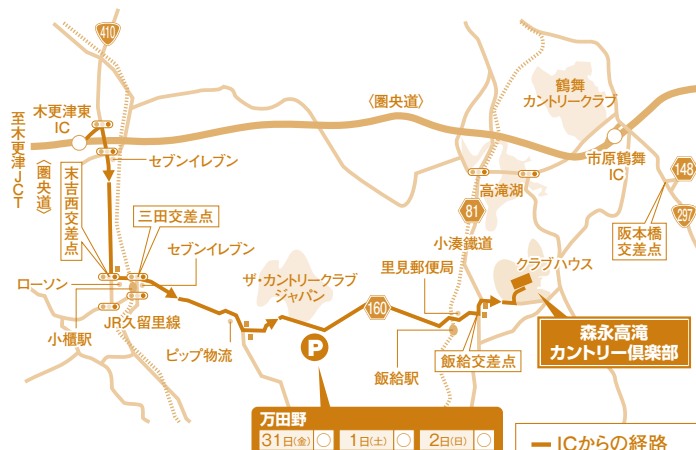 410
木更津東
IC
〈圏央道〉
鶴舞
カントリークラブ
至木更津JCT
〈圏央道〉
セブンイレブン
末吉西交差点
三田交差点
セブンイレブン
高滝湖
市原鶴舞
IC
148
81
297
小湊鐵道
阪本橋
交差点
ローソン
小櫃駅
JR久留里線
ザ・カントリークラブ
ジャパン
里見郵便局
クラブハウス
160
ピップ物流
P
飯給駅
飯給交差点
森永高滝
カントリー倶楽部
万田野
31日(金) ○ 1日(土) ○ 2日(日) ○
ICからの経路